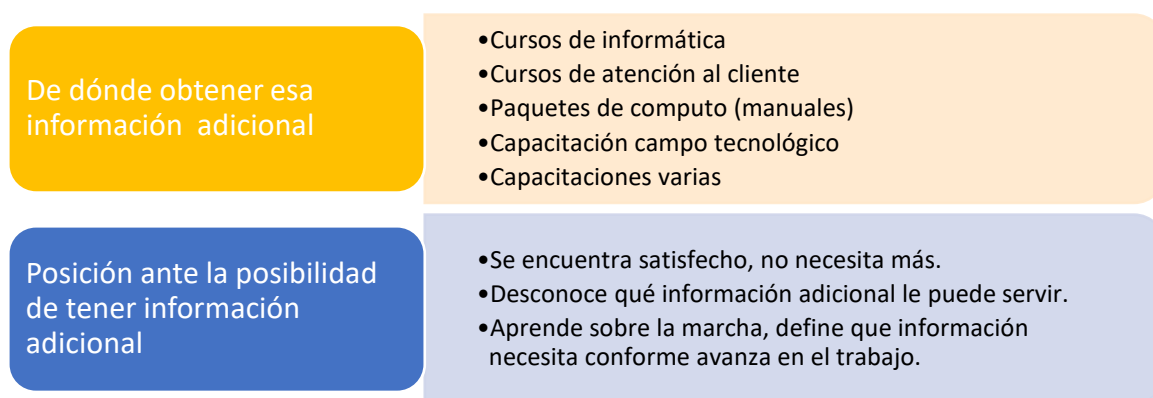 De dónde obtener esa
información adicional
•Cursos de informática
•Cursos de atención al cliente
•Paquetes de computo (manuales)
•Capacitación campo tecnológico
•Capacitaciones varias
Posición ante la posibilidad
de tener información
adicional
•Se encuentra satisfecho, no necesita más.
•Desconoce qué información adicional le puede servir.
•Aprende sobre la marcha, define que información
necesita conforme avanza en el trabajo.